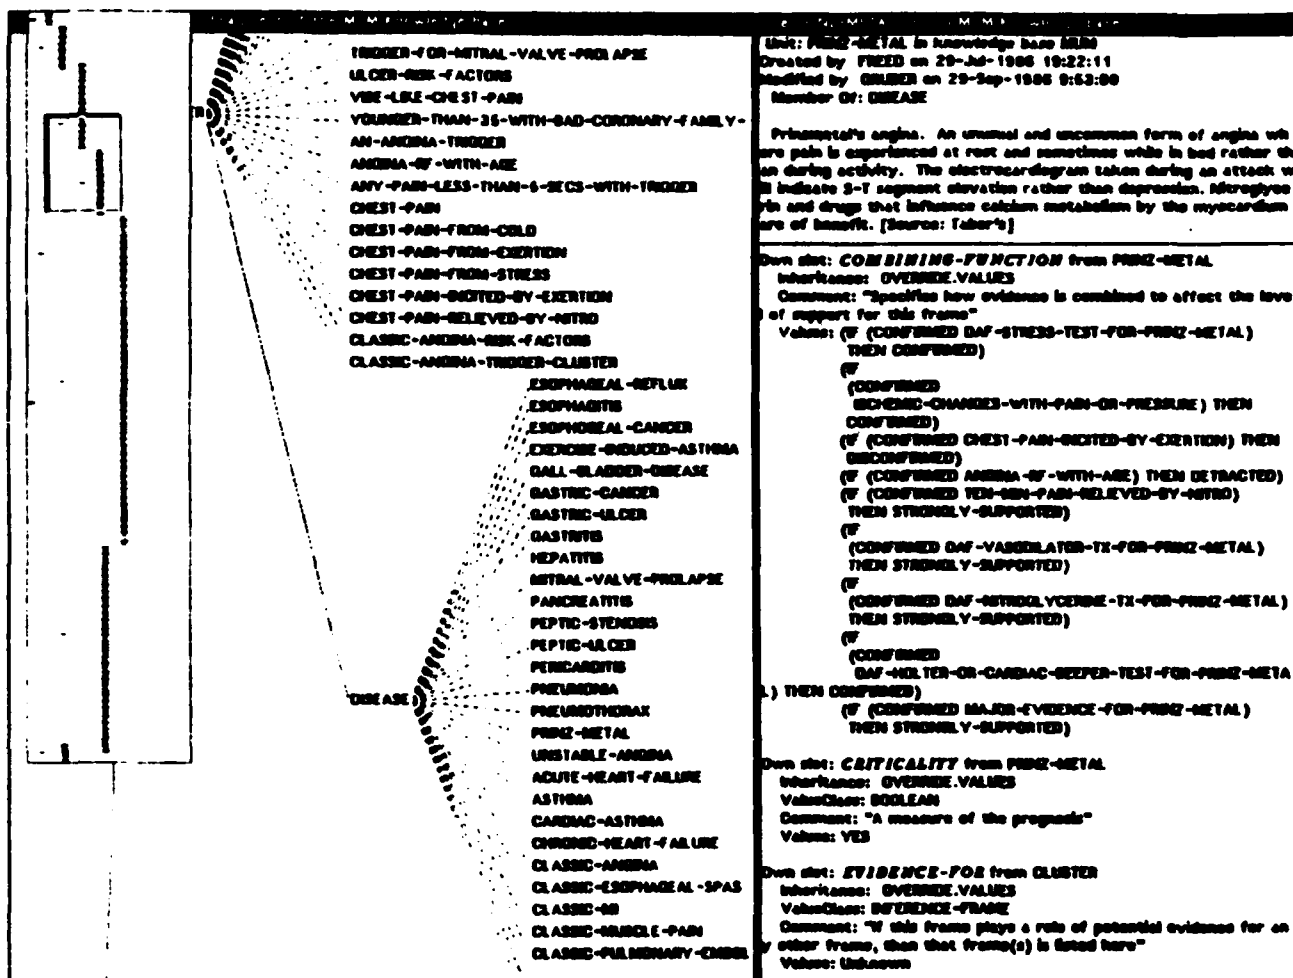 TRIGGER-FOR-MITRAL-VALVE-PROLAPSE
ULCER-RISK-FACTORS
VISE-LIKE-CHEST-PAIN
YOUNGER-THAN-35-WITH-BAD-CORONARY-FAMILY-
AN-ANGINA-TRIGGER
ANGINA-RF-WITH-AGE
ANY-PAIN-LESS-THAN-5-SECS-WITH-TRIGGER
CHEST-PAIN
CHEST-PAIN-FROM-COLD
CHEST-PAIN-FROM-EXERTION
CHEST-PAIN-FROM-STRESS
CHEST-PAIN-INCITED-BY-EXERTION
CHEST-PAIN-RELIEVED-BY-NITRO
CLASSIC-ANGINA-RISK-FACTORS
CLASSIC-ANGINA-TRIGGER-CLUSTER
DISEASE
ESOPHAGEAL-REFLUX
ESOPHAGITIS
ESOPHOGEAL-CANCER
EXERCISE-INDUCED-ASTHMA
GALL-BLADDER-DISEASE
GASTRIC-CANCER
GASTRIC-ULCER
GASTRITIS
HEPATITIS
MITRAL-VALVE-PROLAPSE
PANCREATITIS
PEPTIC-STENOSIS
PEPTIC-ULCER
PERICARDITIS
PNEUMONIA
PNEUMOTHORAX
PRINZ-METAL
UNSTABLE-ANGINA
ACUTE-HEART-FAILURE
ASTHMA
CARDIAC-ASTHMA
CHRONIC-HEART-FAILURE
CLASSIC-ANGINA
CLASSIC-ESOPHAGEAL-SPAS
CLASSIC-MI
CLASSIC-MUSCLE-PAIN
CLASSIC-PULMONARY-EMBOL
Unit: PRINZ-METAL in knowledge base MUM
Created by FREED on 29-Jul-1986 19:22:11
Modified by GRUBER on 29-Sep-1986 9:53:00
Member Of: DISEASE
Prinzmetal's angina. An unusual and uncommon form of angina wh
ere pain is experienced at rest and sometimes while in bed rather th
an during activity. The electrocardiogram taken during an attack w
ill indicate S-T segment elevation rather than depression. Nitroglyce
rin and drugs that influence calcium metabolism by the myocardium
are of benefit. [Source: Taber's]
Own slot: COMBINING-FUNCTION from PRINZ-METAL
Inheritance: OVERRIDE.VALUES
Comment: "Specifies how evidence is combined to affect the leve
l of support for this frame"
Values: (IF (CONFIRMED DAF-STRESS-TEST-FOR-PRINZ-METAL)
THEN CONFIRMED)
(IF
(CONFIRMED
ISCHEMIC-CHANGES-WITH-PAIN-OR-PRESSURE) THEN
CONFIRMED)
(IF (CONFIRMED CHEST-PAIN-INCITED-BY-EXERTION) THEN
DISCONFIRMED)
(IF (CONFIRMED ANGINA-RF-WITH-AGE) THEN DETRACTED)
(IF (CONFIRMED TEN-MIN-PAIN-RELIEVED-BY-NITRO)
THEN STRONGLY-SUPPORTED)
(IF
(CONFIRMED DAF-VASODILATOR-TX-FOR-PRINZ-METAL)
THEN STRONGLY-SUPPORTED)
(IF
(CONFIRMED DAF-NITROGLYCERINE-TX-FOR-PRINZ-METAL)
THEN STRONGLY-SUPPORTED)
(IF
(CONFIRMED
DAF-HOLTER-OR-CARDIAC-BEEPER-TEST-FOR-PRINZ-META
L) THEN CONFIRMED)
(IF (CONFIRMED MAJOR-EVIDENCE-FOR-PRINZ-METAL)
THEN STRONGLY-SUPPORTED)
Own slot: CRITICALITY from PRINZ-METAL
Inheritance: OVERRIDE.VALUES
ValueClass: BOOLEAN
Comment: "A measure of the prognosis"
Values: YES
Own slot: EVIDENCE-FOR from CLUSTER
Inheritance: OVERRIDE.VALUES
ValueClass: INFERENCE-FRAME
Comment: "If this frame plays a role of potential evidence for an
y other frame, then that frame(s) is listed here"
Values: Unknown